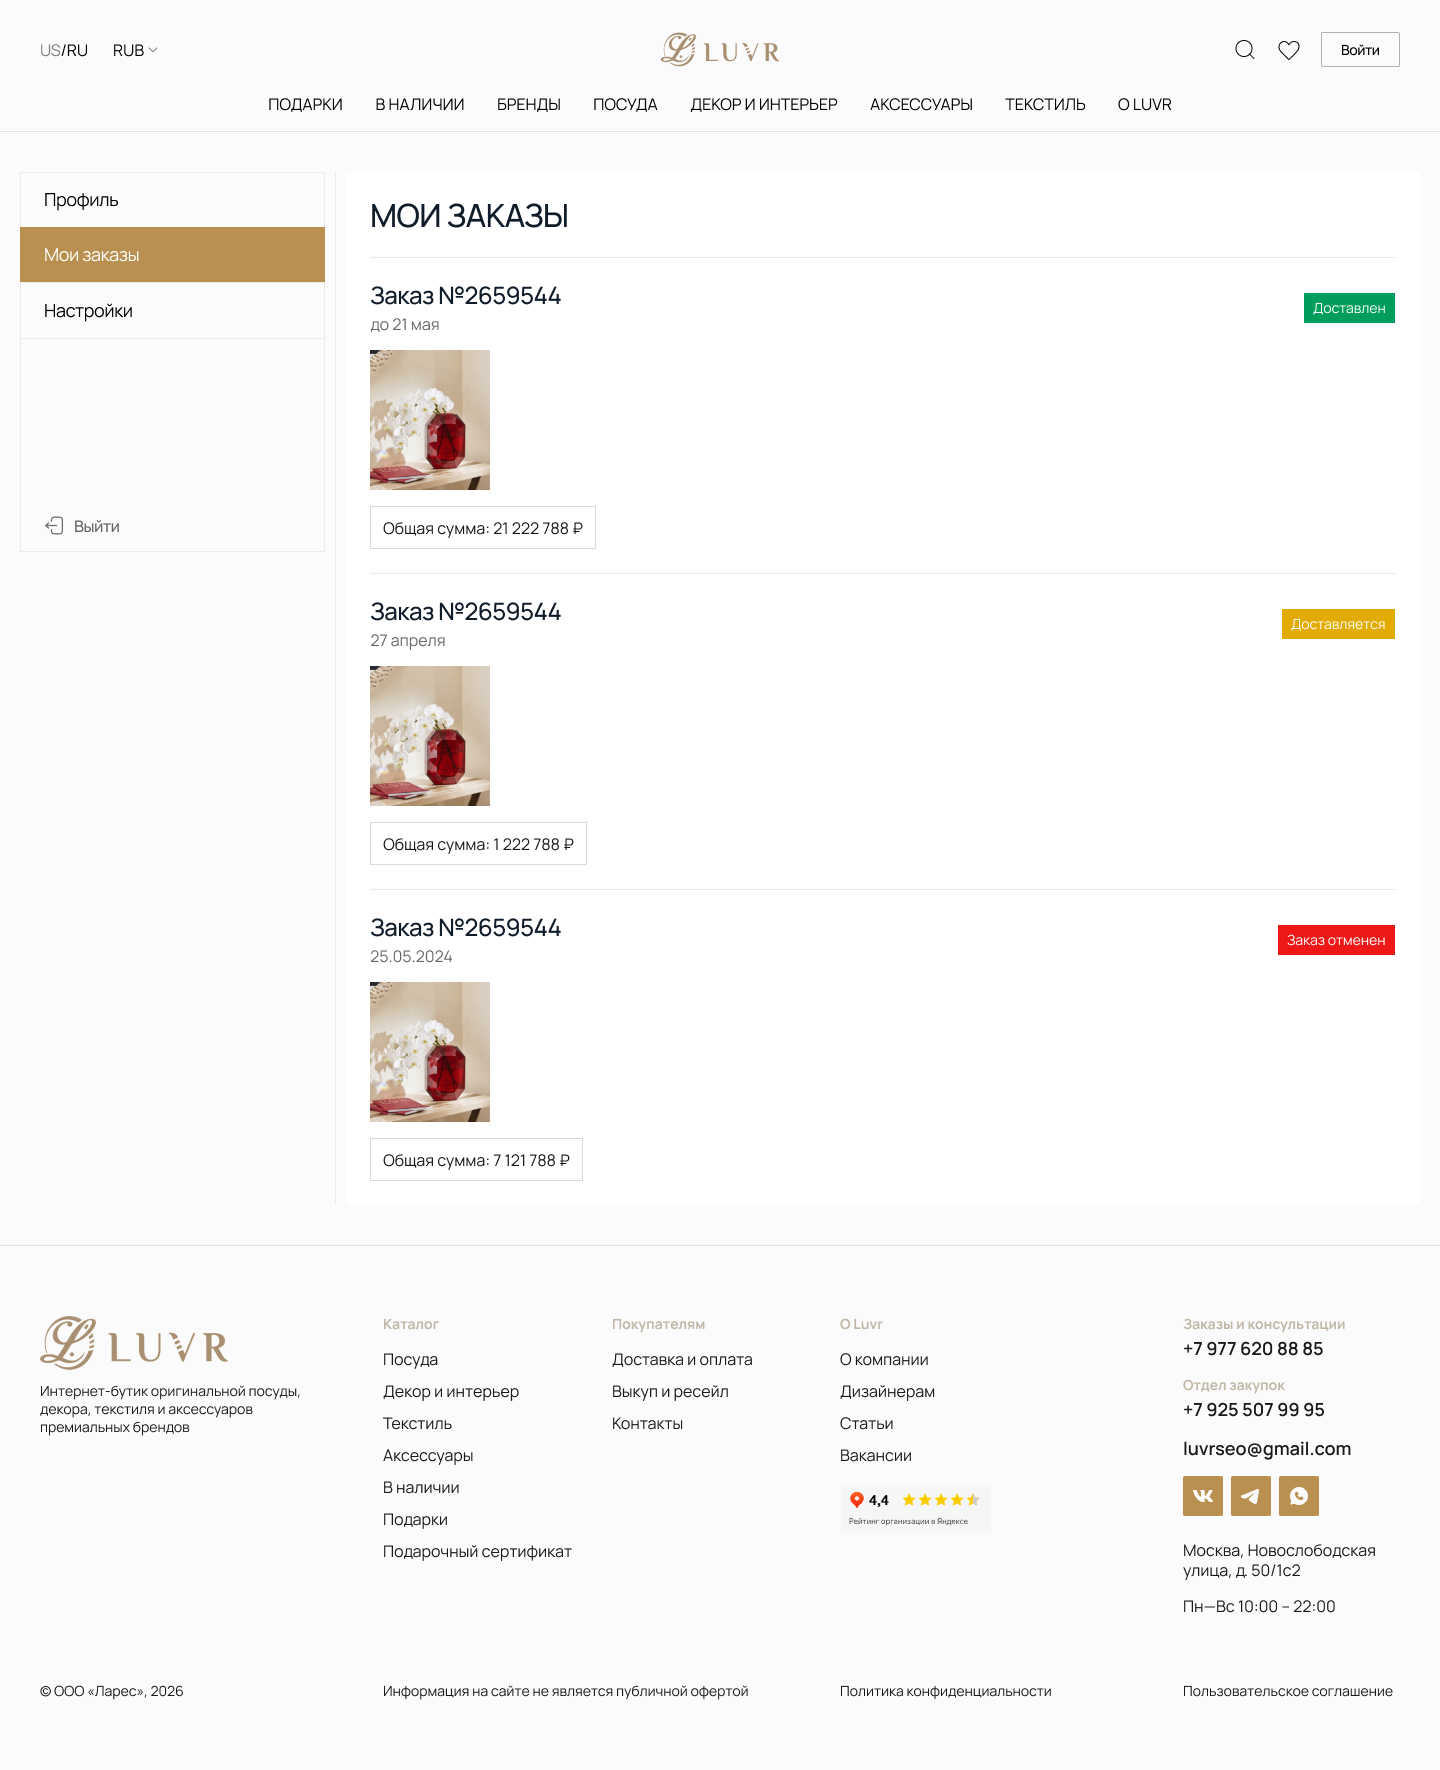 US/RU RUB
LUVR
Войти
ПОДАРКИ В НАЛИЧИИ БРЕНДЫ ПОСУДА ДЕКОР И ИНТЕРЬЕР АКСЕССУАРЫ ТЕКСТИЛЬ О LUVR
Профиль
Мои заказы
Настройки
Выйти
МОИ ЗАКАЗЫ
Заказ №2659544
Доставлен
до 21 мая
Общая сумма: 21 222 788 ₽
Заказ №2659544
Доставляется
27 апреля
Общая сумма: 1 222 788 ₽
Заказ №2659544
Заказ отменен
25.05.2024
Общая сумма: 7 121 788 ₽
LUVR
Интернет-бутик оригинальной посуды,
декора, текстиля и аксессуаров
премиальных брендов
Каталог
Посуда
Декор и интерьер
Текстиль
Аксессуары
В наличии
Подарки
Подарочный сертификат
Покупателям
Доставка и оплата
Выкуп и ресейл
Контакты
О Luvr
О компании
Дизайнерам
Статьи
Вакансии
4,4
Рейтинг организации в Яндексе
Заказы и консультации
+7 977 620 88 85
Отдел закупок
+7 925 507 99 95
luvrseo@gmail.com
Москва, Новослободская
улица, д. 50/1с2
Пн—Вс 10:00 – 22:00
© ООО «Ларес», 2026
Информация на сайте не является публичной офертой
Политика конфиденциальности
Пользовательское соглашение